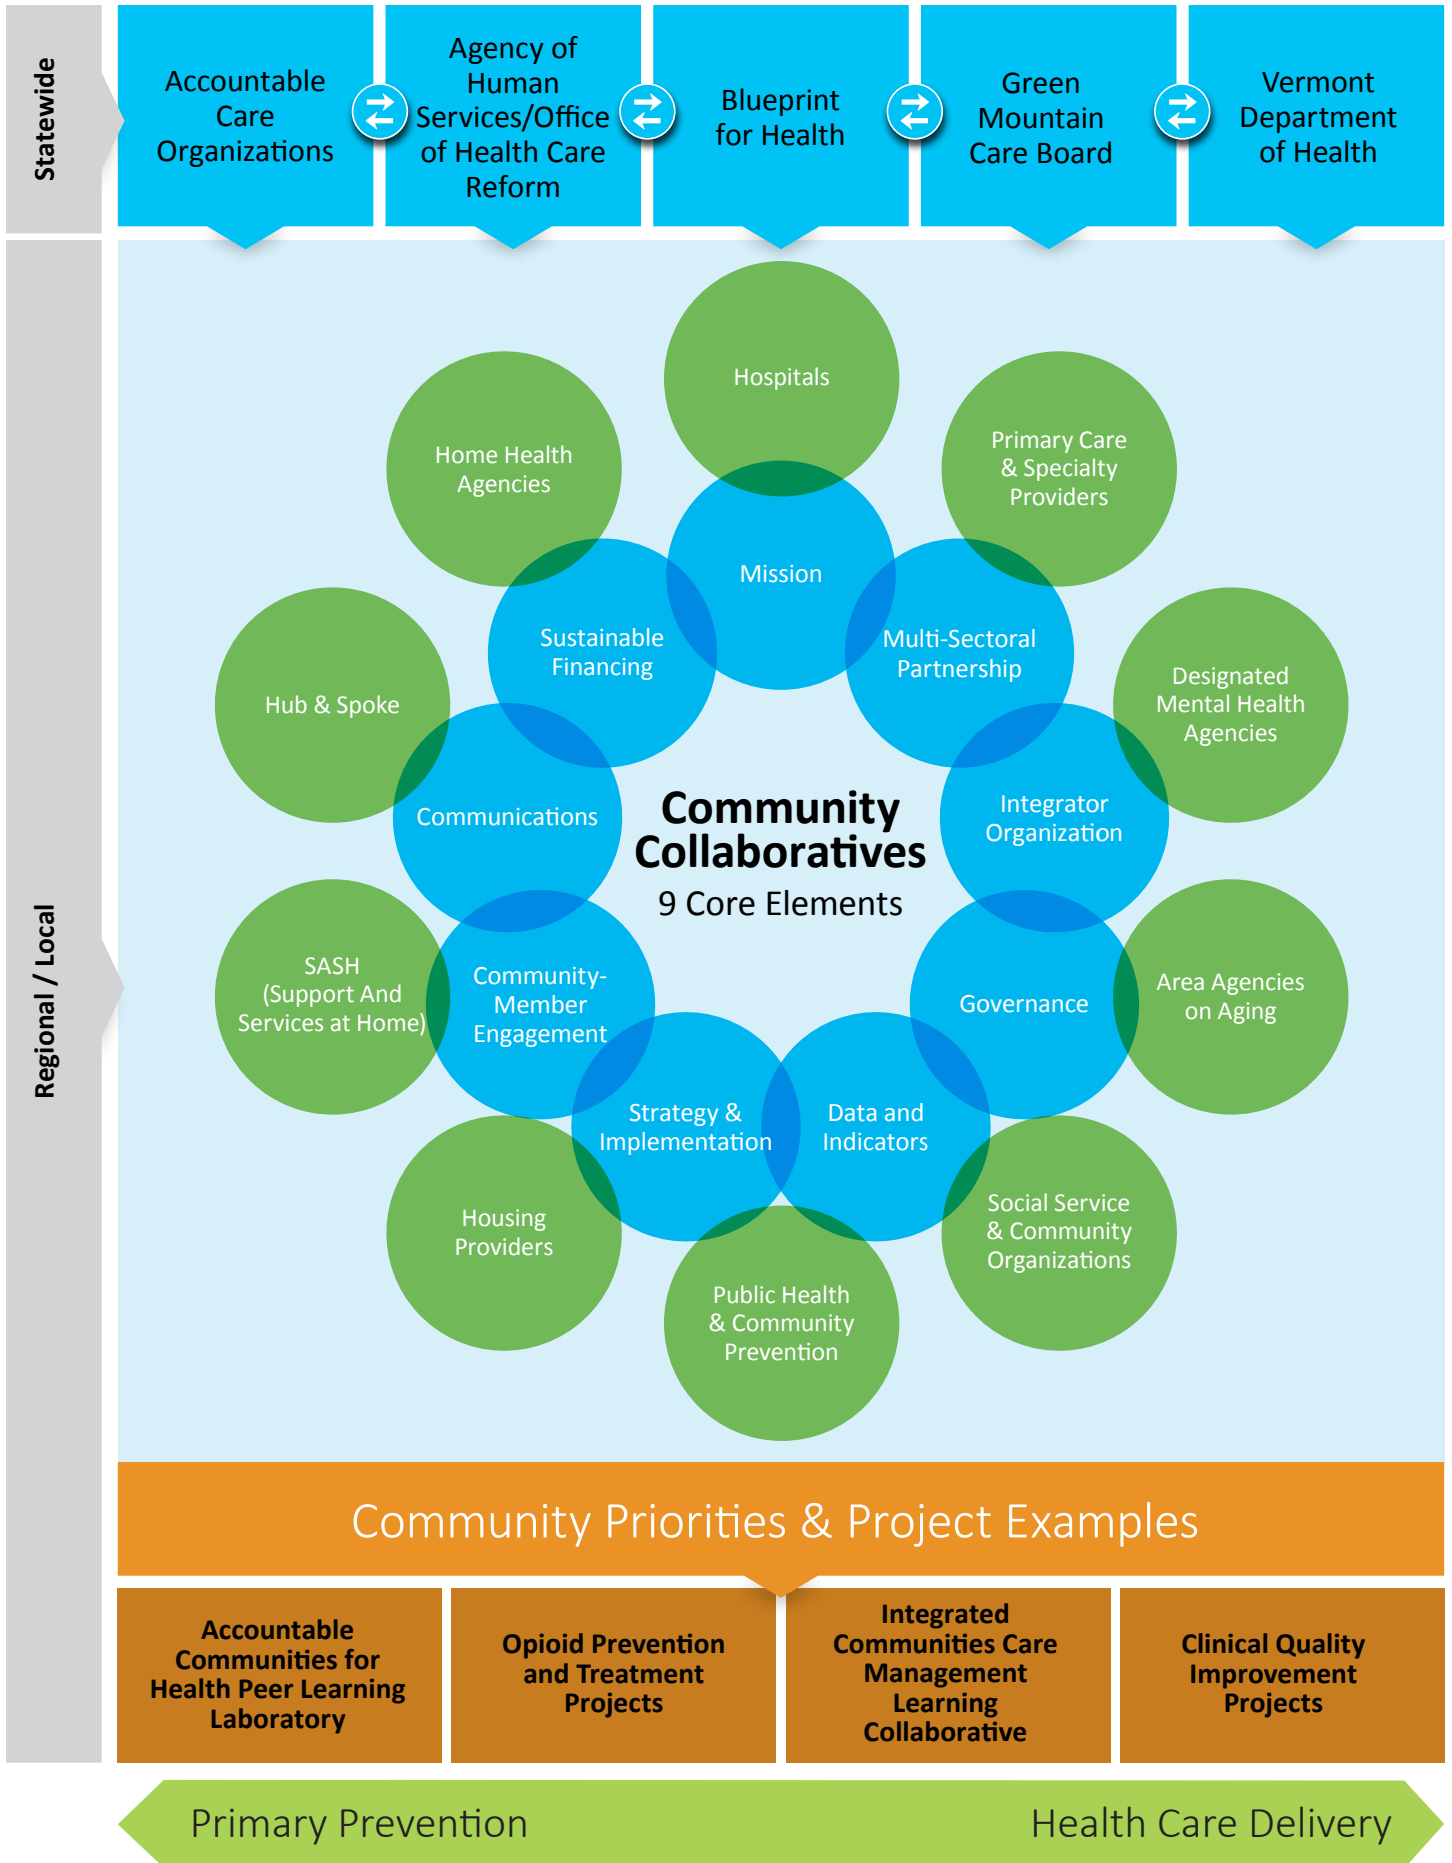 Statewide
Accountable
Care
Organizations
Agency of
Human
Services/Office
of Health Care
Reform
Blueprint
for Health
Green
Mountain
Care Board
Vermont
Department
of Health
Regional / Local
Hospitals
Home Health
Agencies
Primary Care
& Specialty
Providers
Mission
Sustainable
Financing
Multi-Sectoral
Partnership
Hub & Spoke
Designated
Mental Health
Agencies
Communications
Integrator
Organization
Community
Collaboratives
9 Core Elements
SASH
(Support And
Services at Home)
Community-
Member
Engagement
Governance
Area Agencies
on Aging
Strategy &
Implementation
Data and
Indicators
Housing
Providers
Social Service
& Community
Organizations
Public Health
& Community
Prevention
Community Priorities & Project Examples
Accountable
Communities for
Health Peer Learning
Laboratory
Opioid Prevention
and Treatment
Projects
Integrated
Communities Care
Management
Learning
Collaborative
Clinical Quality
Improvement
Projects
Primary Prevention
Health Care Delivery